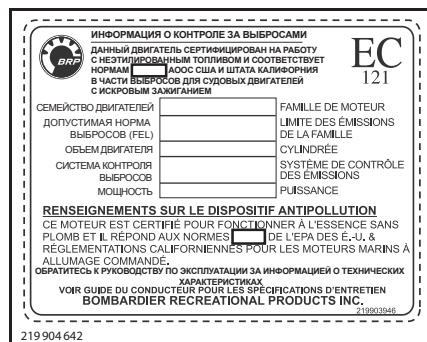 ИНФОРМАЦИЯ О КОНТРОЛЕ ЗА ВЫБРОСАМИ
ДАННЫЙ ДВИГАТЕЛЬ СЕРТИФИЦИРОВАН НА РАБОТУ
С НЕЭТИЛИРОВАННЫМ ТОПЛИВОМ И СООТВЕТСТВУЕТ
НОРМАМ АООС США И ШТАТА КАЛИФОРНИЯ
В ЧАСТИ ВЫБРОСОВ ДЛЯ СУДОВЫХ ДВИГАТЕЛЕЙ
С ИСКРОВЫМ ЗАЖИГАНИЕМ
BRP
EC
121
СЕМЕЙСТВО ДВИГАТЕЛЕЙ FAMILLE DE MOTEUR
ДОПУСТИМАЯ НОРМА LIMITE DES ÉMISSIONS
ВЫБРОСОВ (FEL) DE LA FAMILLE
ОБЪЕМ ДВИГАТЕЛЯ CYLINDRÉE
СИСТЕМА КОНТРОЛЯ SYSTÈME DE CONTRÔLE
ВЫБРОСОВ DES ÉMISSIONS
МОЩНОСТЬ PUISSANCE
RENSEIGNEMENTS SUR LE DISPOSITIF ANTIPOLLUTION
CE MOTEUR EST CERTIFIÉ POUR FONCTIONNER À L'ESSENCE SANS
PLOMB ET IL RÉPOND AUX NORMES DE L'EPA DES É.-U. &
RÉGLEMENTATIONS CALIFORNIENNES POUR LES MOTEURS MARINS À
ALLUMAGE COMMANDÉ.
ОБРАТИТЕСЬ К РУКОВОДСТВУ ПО ЭКСПЛУАТАЦИИ ЗА ИНФОРМАЦИЕЙ О ТЕХНИЧЕСКИХ
ХАРАКТЕРИСТИКАХ
VOIR GUIDE DU CONDUCTEUR POUR LES SPÉCIFICATIONS D'ENTRETIEN
BOMBARDIER RECREATIONAL PRODUCTS INC.
219903946
219 904 642